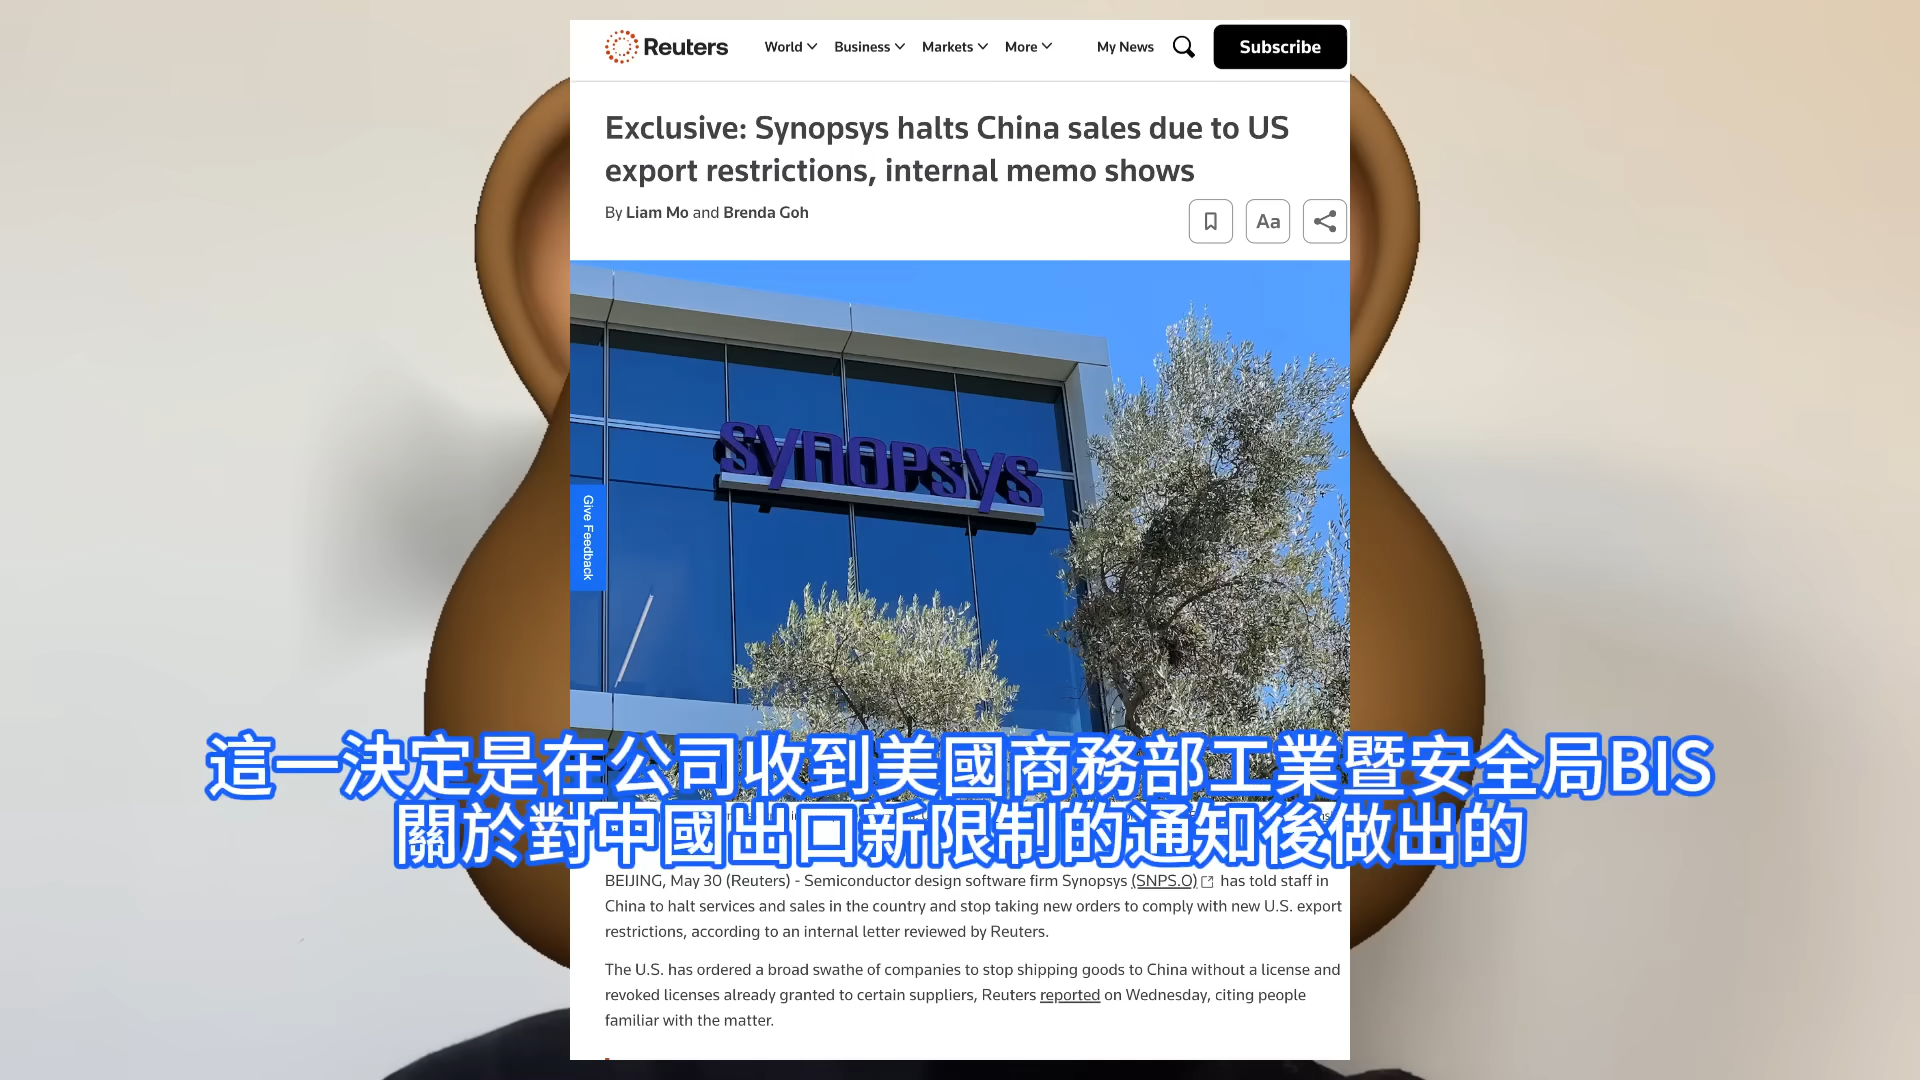 Reuters
World Business Markets More My News Subscribe
Exclusive: Synopsys halts China sales due to US
export restrictions, internal memo shows
By Liam Mo and Brenda Goh
Aa
SYNOPSYS
Give Feedback
這一決定是在公司收到美國商務部工業暨安全局BIS
關於對中國出口新限制的通知後做出的
BEIJING, May 30 (Reuters) - Semiconductor design software firm Synopsys (SNPS.O) has told staff in
China to halt services and sales in the country and stop taking new orders to comply with new U.S. export
restrictions, according to an internal letter reviewed by Reuters.
The U.S. has ordered a broad swathe of companies to stop shipping goods to China without a license and
revoked licenses already granted to certain suppliers, Reuters reported on Wednesday, citing people
familiar with the matter.